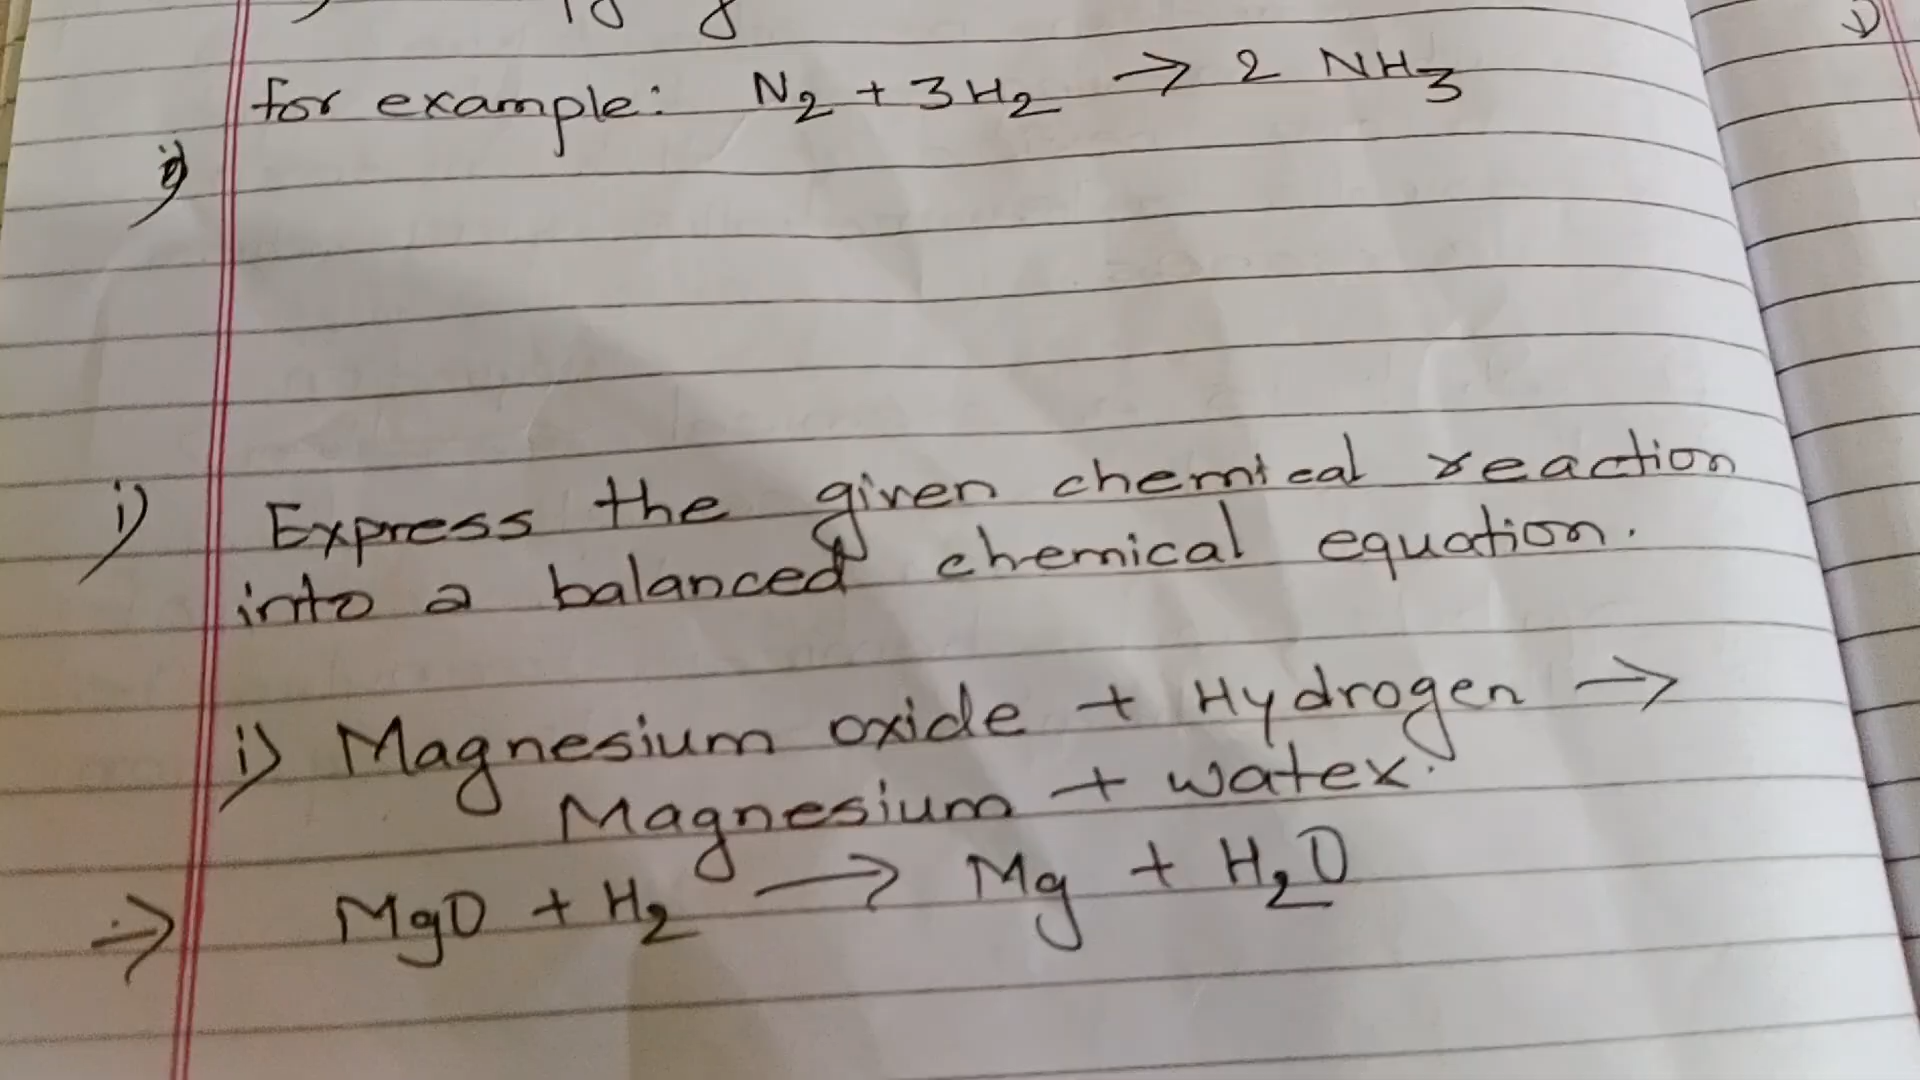 for example: N₂ + 3H₂ → 2 NH₃
i) Express the given chemical reaction
into a balanced chemical equation.
i) Magnesium oxide + Hydrogen →
Magnesium + water.
⇒ MgO + H₂ → Mg + H₂O